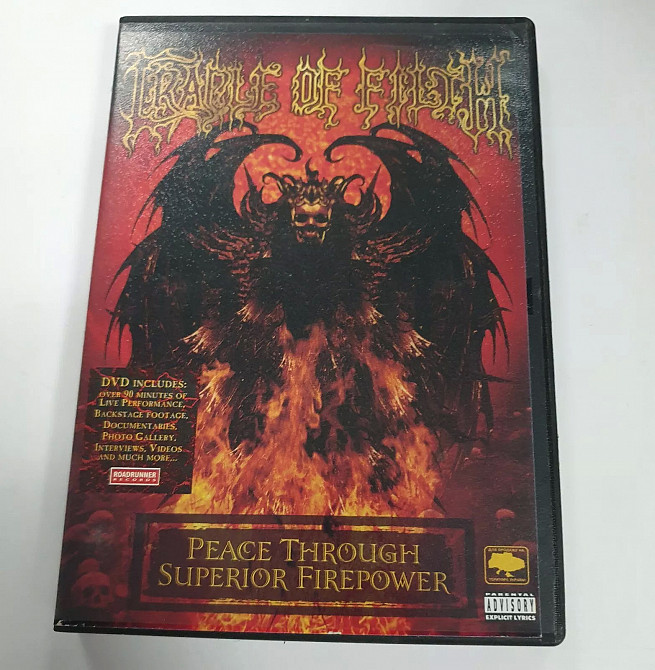 CRADLE OF FILTH
DVD INCLUDES:
OVER 90 MINUTES OF
LIVE PERFORMANCE,
BACKSTAGE FOOTAGE,
DOCUMENTARIES,
PHOTO GALLERY,
INTERVIEWS, VIDEOS
AND MUCH MORE...
ROADRUNNER
RECORDS
PEACE THROUGH
SUPERIOR FIREPOWER
PARENTAL
ADVISORY
EXPLICIT LYRICS